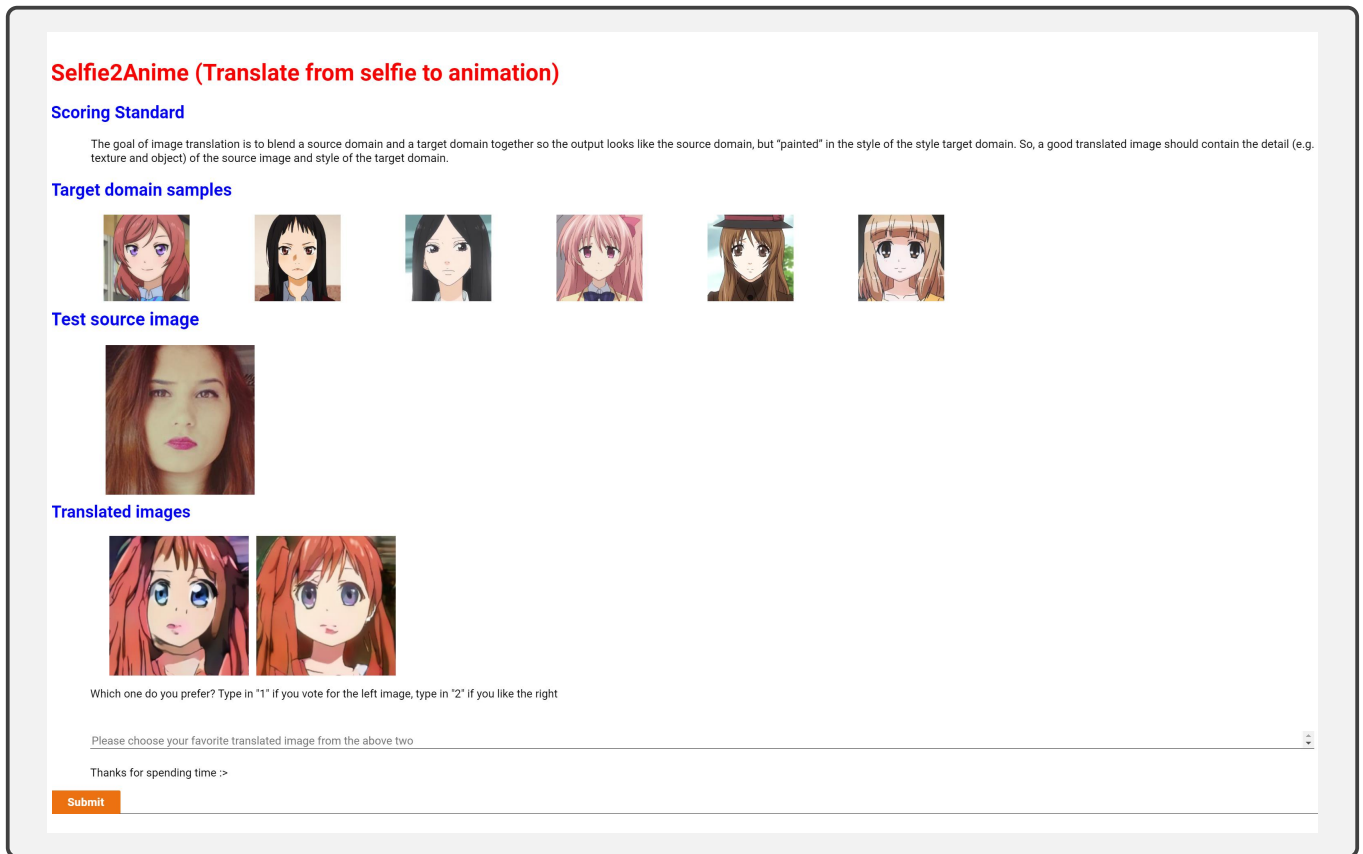 Selfie2Anime (Translate from selfie to animation)
Scoring Standard
The goal of image translation is to blend a source domain and a target domain together so the output looks like the source domain, but “painted” in the style of the style target domain. So, a good translated image should contain the detail (e.g.
texture and object) of the source image and style of the target domain.
Target domain samples
Test source image
Translated images
Which one do you prefer? Type in "1" if you vote for the left image, type in "2" if you like the right
Please choose your favorite translated image from the above two
Thanks for spending time :>
Submit